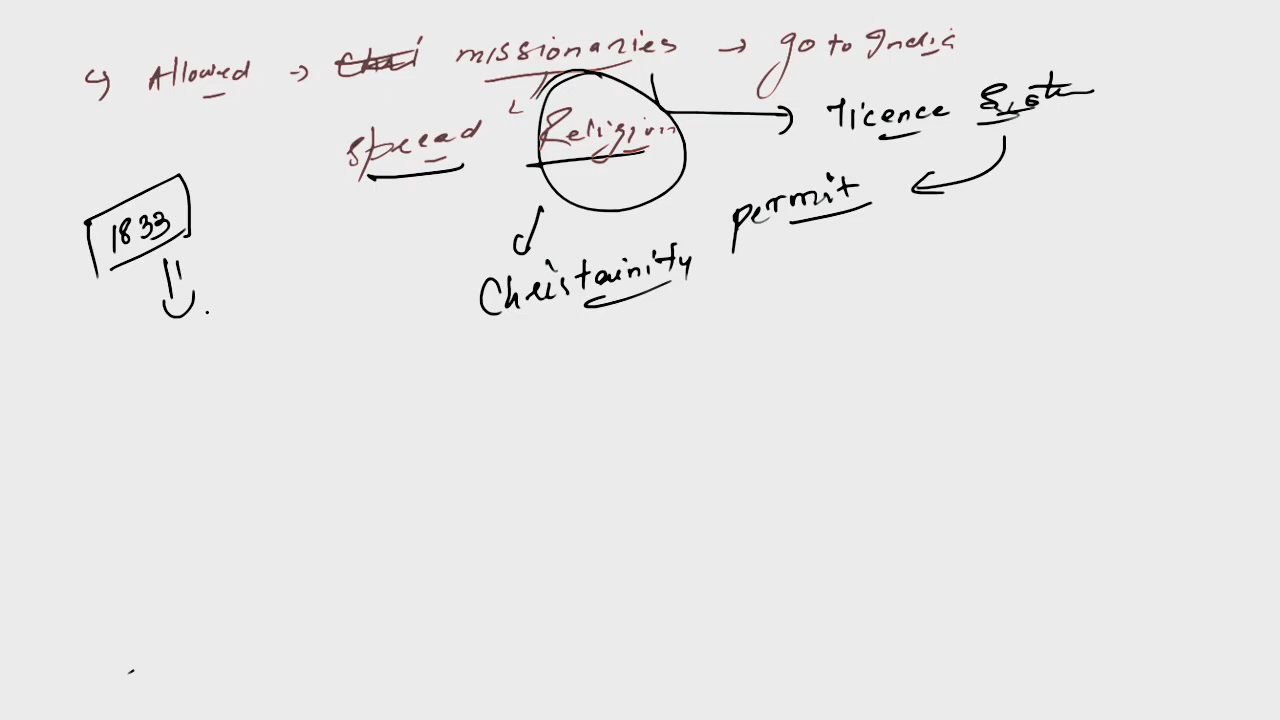 ↳ Allowed → missionaries → go to India
spread Religion → licence System
permit
1833
Christainity